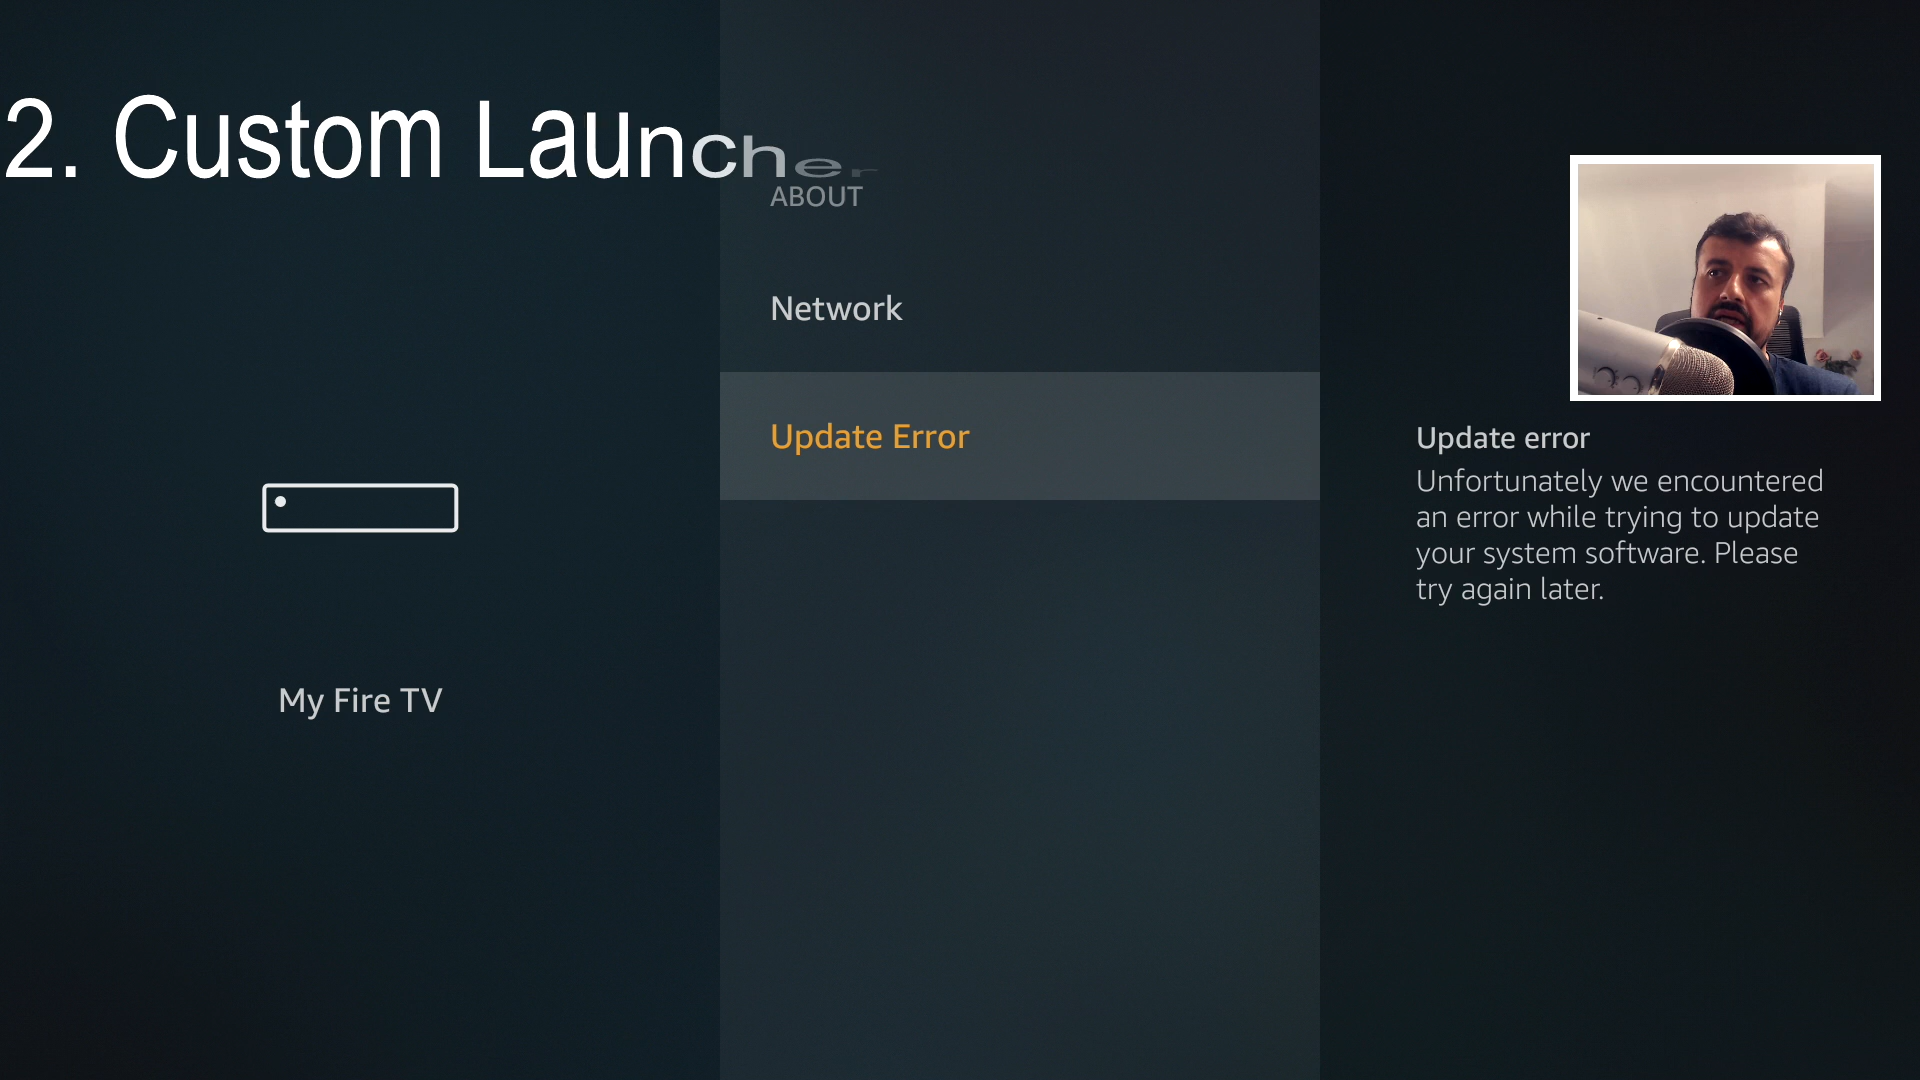 2. Custom Launcher
ABOUT
Network
Update Error
My Fire TV
Update error
Unfortunately we encountered
an error while trying to update
your system software. Please
try again later.